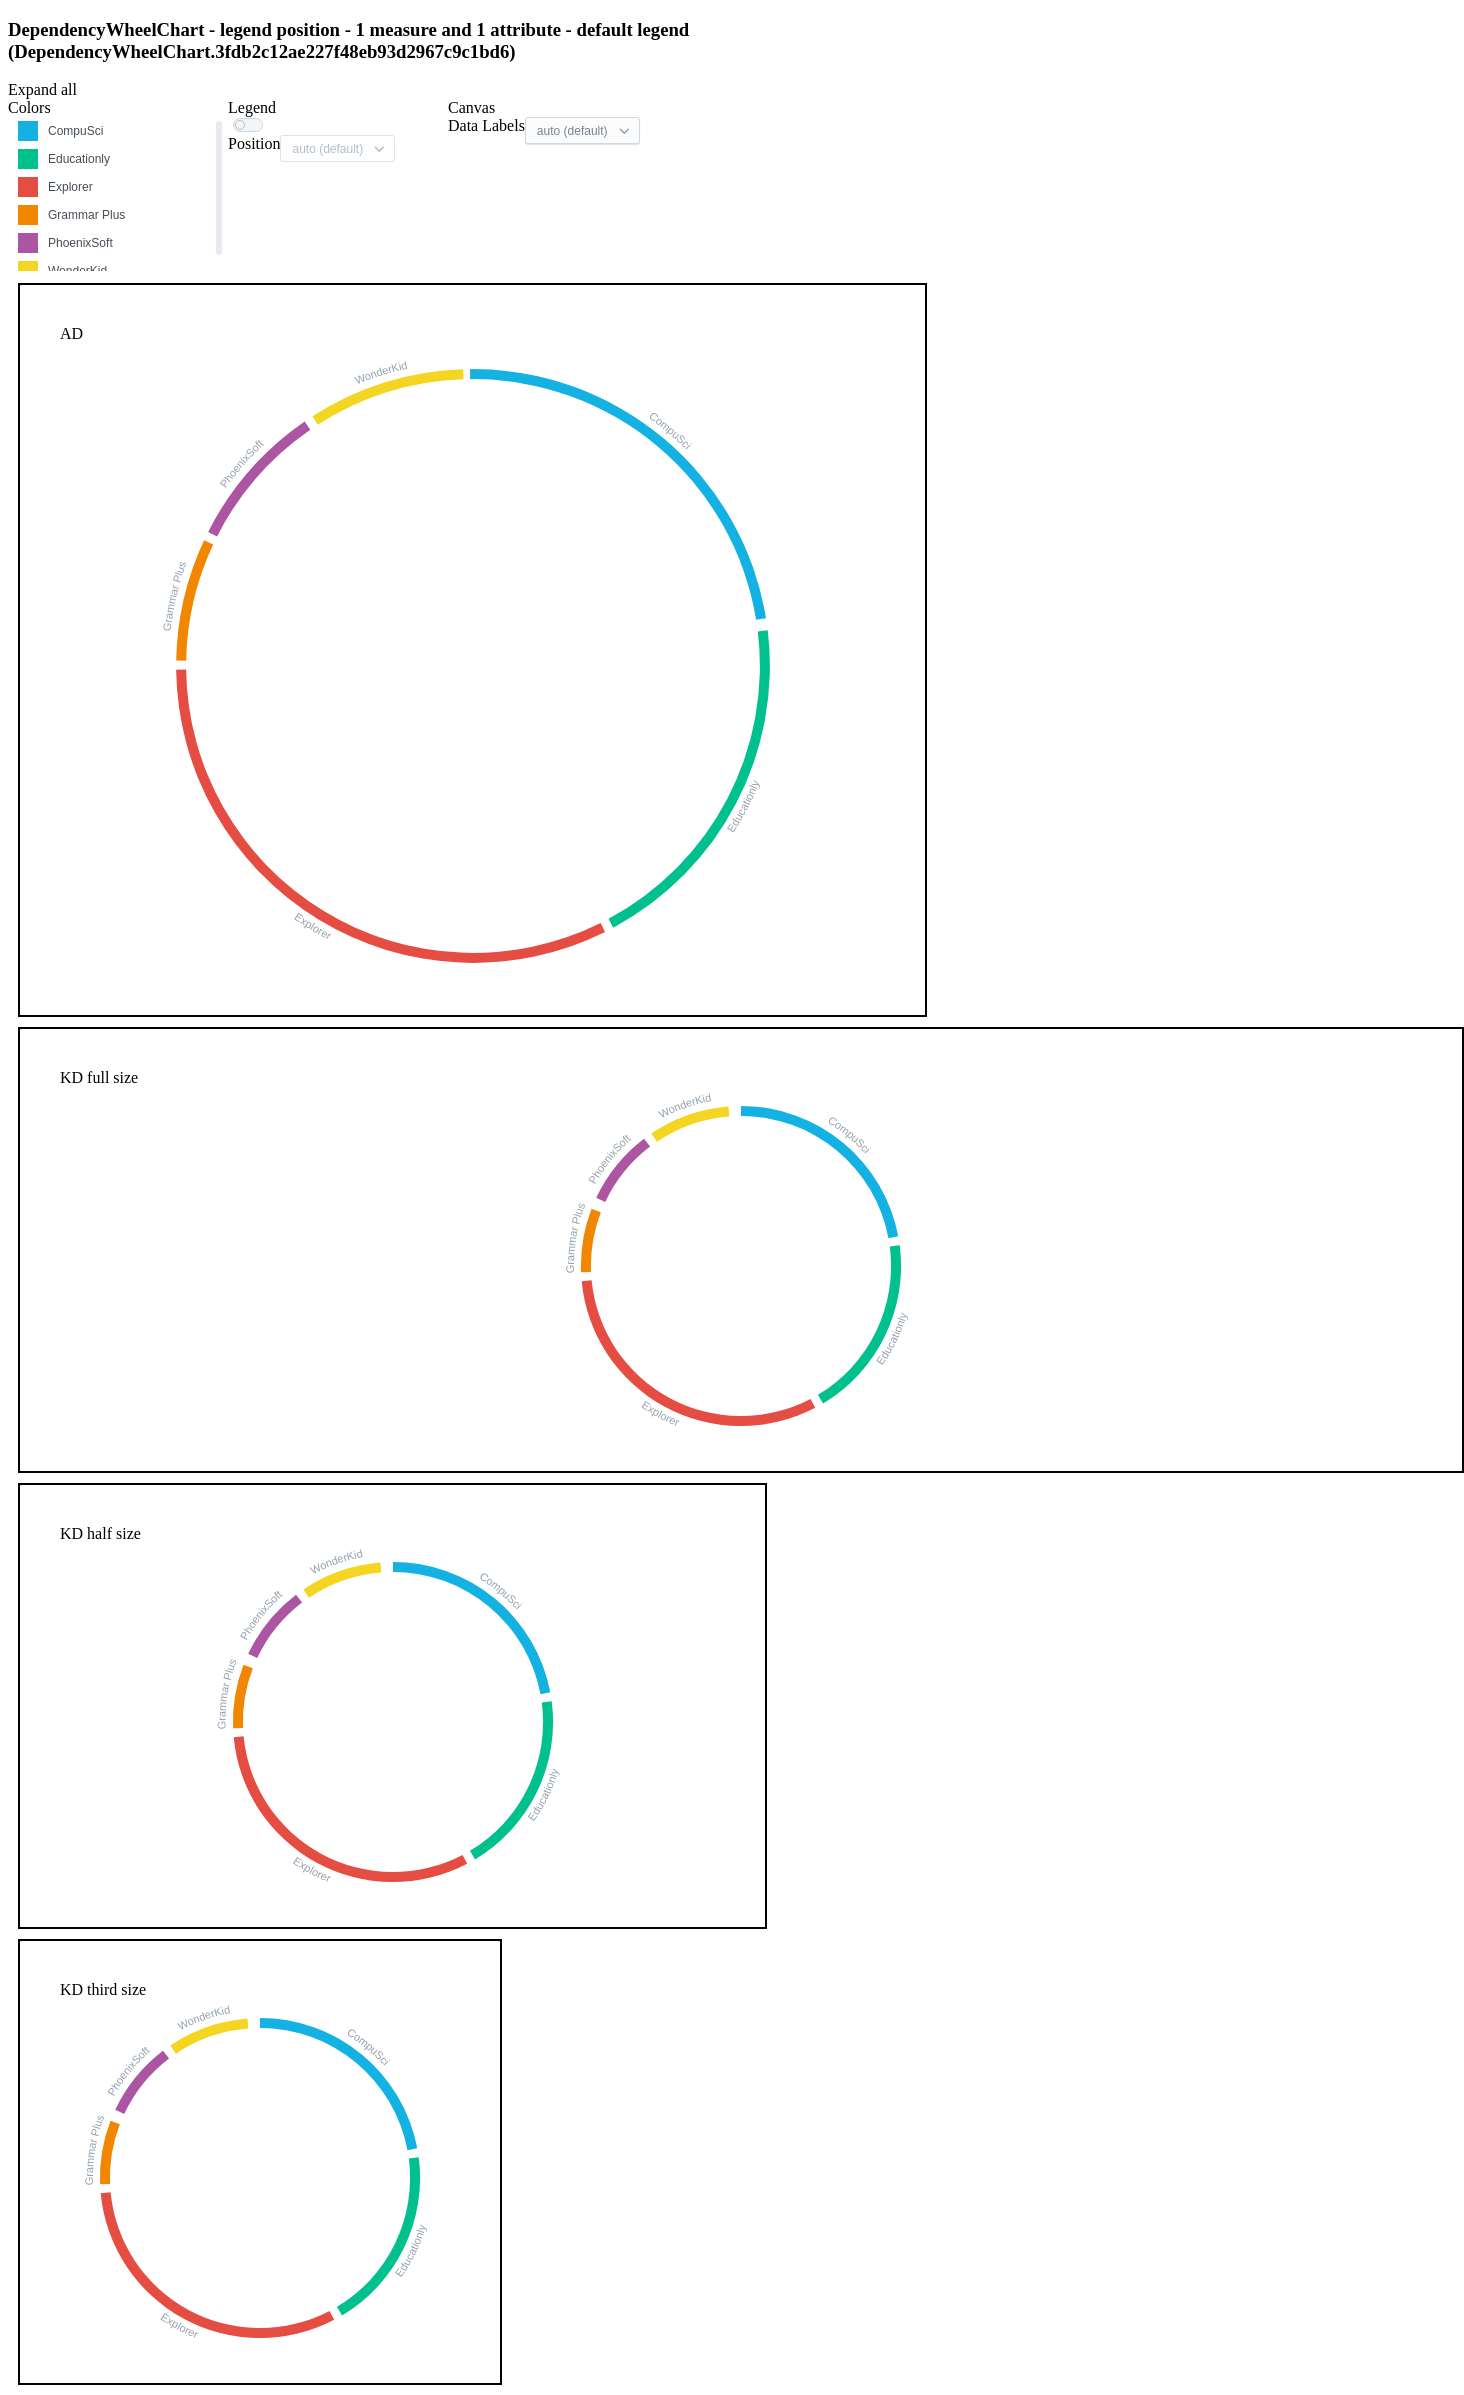 DependencyWheelChart - legend position - 1 measure and 1 attribute - default legend
(DependencyWheelChart.3fdb2c12ae227f48eb93d2967c9c1bd6)
Expand all
Colors
CompuSci
Educationly
Explorer
Grammar Plus
PhoenixSoft
WonderKid
Legend
Position auto (default)
Canvas
Data Labels auto (default)
AD
WonderKid
CompuSci
PhoenixSoft
Grammar Plus
Educationly
Explorer
KD full size
WonderKid
CompuSci
PhoenixSoft
Grammar Plus
Educationly
Explorer
KD half size
WonderKid
CompuSci
PhoenixSoft
Grammar Plus
Educationly
Explorer
KD third size
WonderKid
CompuSci
PhoenixSoft
Grammar Plus
Educationly
Explorer